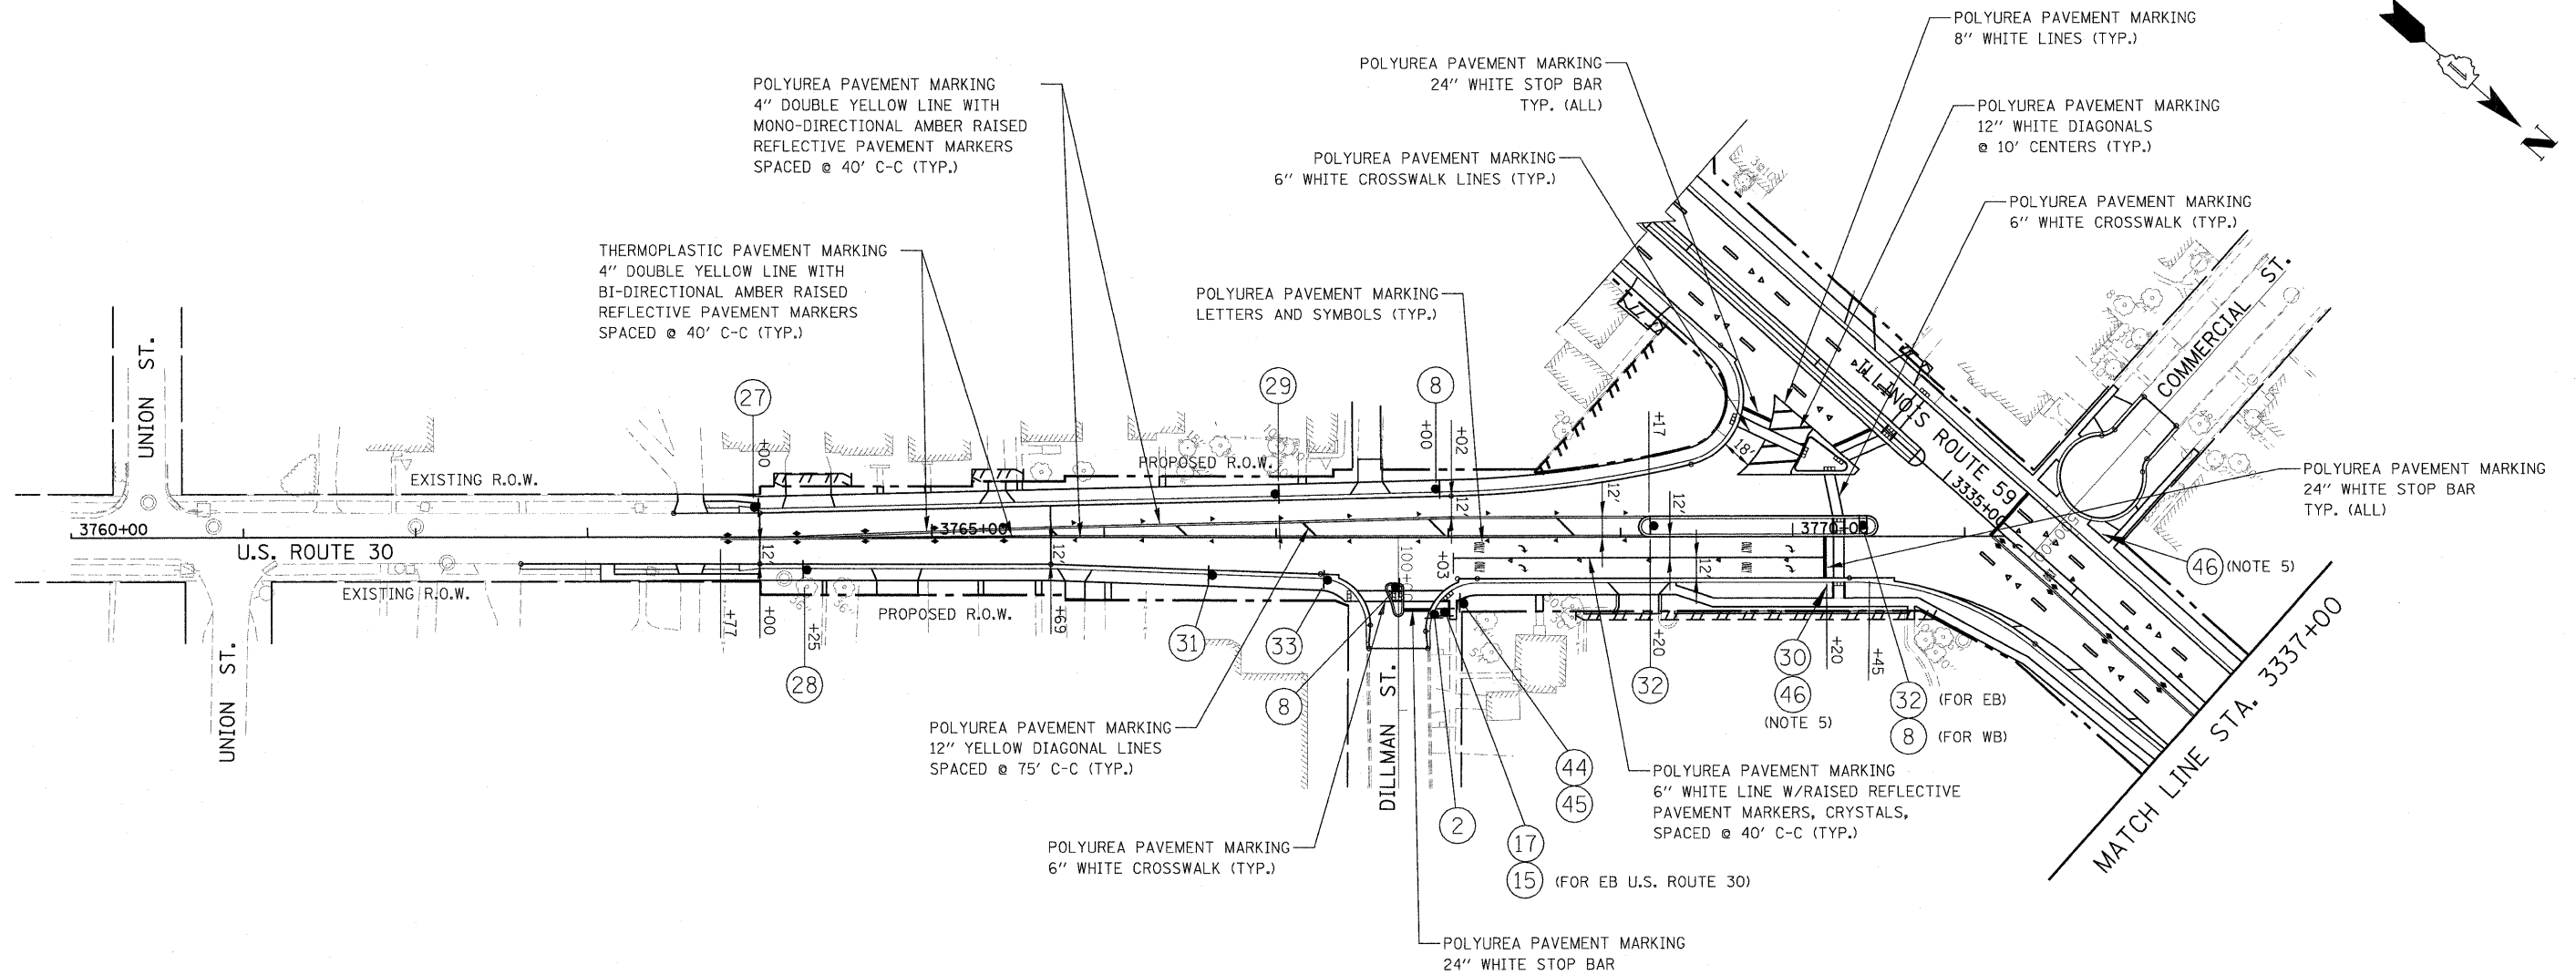 POLYUREA PAVEMENT MARKING
8" WHITE LINES (TYP.)
POLYUREA PAVEMENT MARKING
24" WHITE STOP BAR
TYP. (ALL)
POLYUREA PAVEMENT MARKING
4" DOUBLE YELLOW LINE WITH
MONO-DIRECTIONAL AMBER RAISED
REFLECTIVE PAVEMENT MARKERS
SPACED @ 40' C-C (TYP.)
POLYUREA PAVEMENT MARKING
12" WHITE DIAGONALS
@ 10' CENTERS (TYP.)
N
POLYUREA PAVEMENT MARKING
6" WHITE CROSSWALK LINES (TYP.)
POLYUREA PAVEMENT MARKING
6" WHITE CROSSWALK (TYP.)
THERMOPLASTIC PAVEMENT MARKING
4" DOUBLE YELLOW LINE WITH
BI-DIRECTIONAL AMBER RAISED
REFLECTIVE PAVEMENT MARKERS
SPACED @ 40' C-C (TYP.)
POLYUREA PAVEMENT MARKING
LETTERS AND SYMBOLS (TYP.)
UNION ST.
COMMERCIAL ST.
ILLINOIS ROUTE 59
27
29
8
+00
+00
+02
+17
18'
EXISTING R.O.W.
PROPOSED R.O.W.
POLYUREA PAVEMENT MARKING
24" WHITE STOP BAR
TYP. (ALL)
3335+00
12'
12'
12'
3760+00
3765+00
3770+00
U.S. ROUTE 30
12'
12'
100+00
+03
ONLY
ONLY
ONLY
ONLY
12'
46 (NOTE 5)
EXISTING R.O.W.
PROPOSED R.O.W.
36"
36"
+77
+00
+25
+69
+20
+20
+45
31
33
28
8
32
30
46
(NOTE 5)
32 (FOR EB)
8 (FOR WB)
UNION ST.
DILLMAN ST.
MATCH LINE STA. 3337+00
POLYUREA PAVEMENT MARKING
12" YELLOW DIAGONAL LINES
SPACED @ 75' C-C (TYP.)
44
45
2
17
15 (FOR EB U.S. ROUTE 30)
POLYUREA PAVEMENT MARKING
6" WHITE LINE W/RAISED REFLECTIVE
PAVEMENT MARKERS, CRYSTALS,
SPACED @ 40' C-C (TYP.)
POLYUREA PAVEMENT MARKING
6" WHITE CROSSWALK (TYP.)
POLYUREA PAVEMENT MARKING
24" WHITE STOP BAR